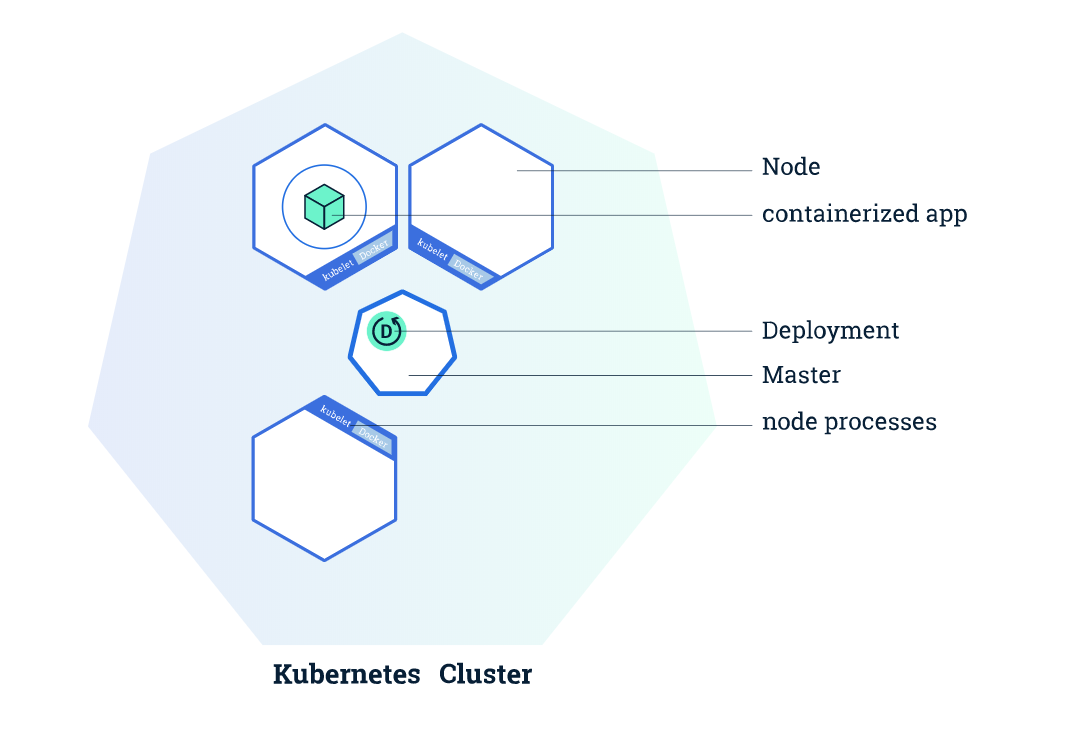 Node
containerized app
kubelet Docker
kubelet Docker
D
Deployment
Master
node processes
kubelet Docker
Kubernetes Cluster